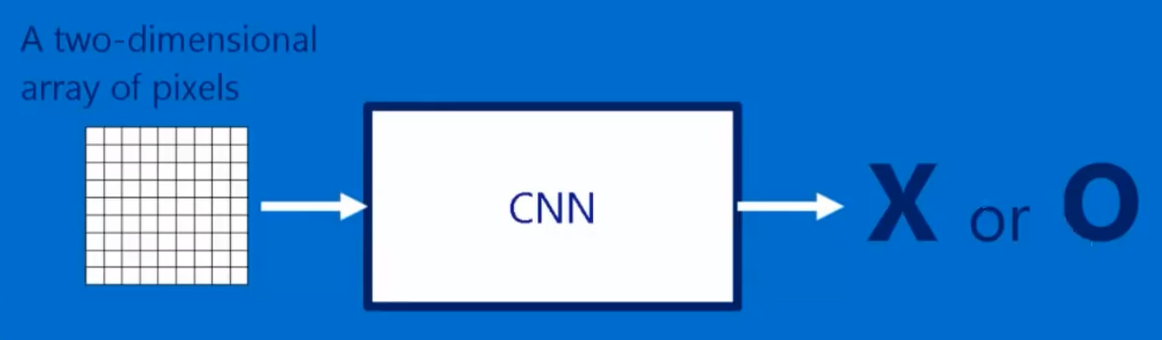 A two-dimensional
array of pixels
CNN
X or O